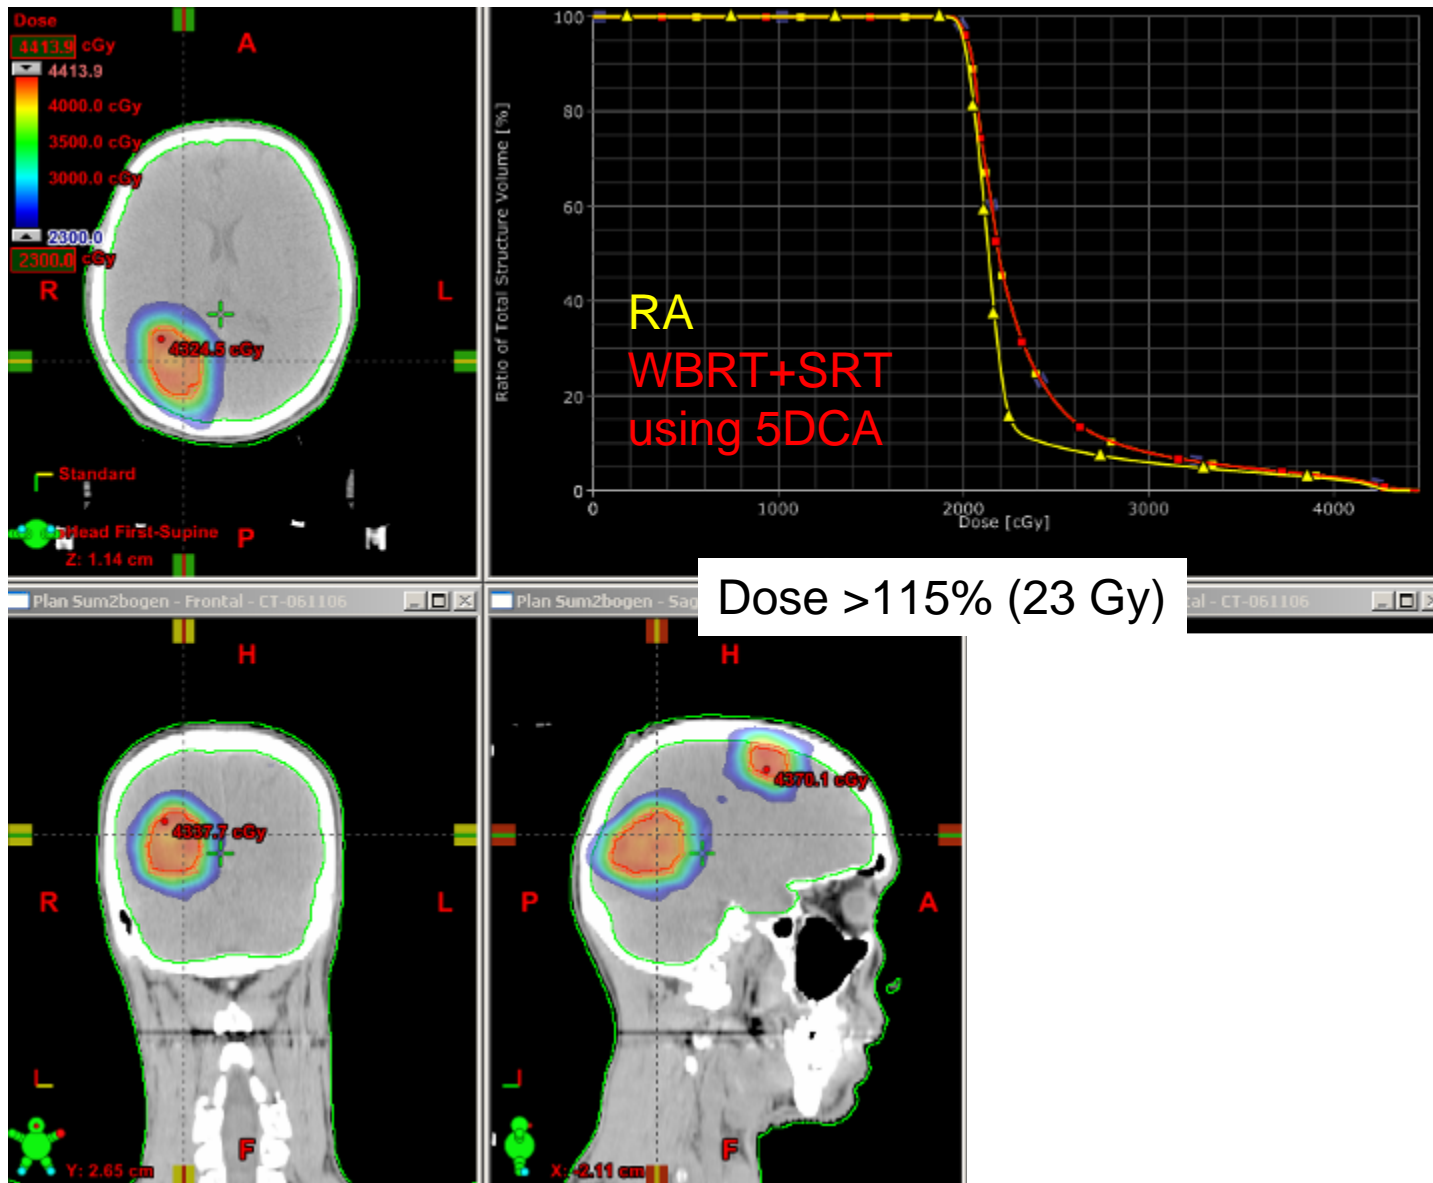 Dose
4413.9 cGy
4413.9
4000.0 cGy
3500.0 cGy
3000.0 cGy
2300.0
2300.0 cGy
A
R
L
4324.5 cGy
Standard
Head First-Supine
P
Z: 1.14 cm
Ratio of Total Structure Volume [%]
100
80
60
40
20
0
RA
WBRT+SRT
using 5DCA
0
1000
2000
3000
4000
Dose [cGy]
Dose >115% (23 Gy)
Plan Sum2bogen - Frontal - CT-061106
Plan Sum2bogen - Sag
tal - CT-061106
H
4337.7 cGy
R
L
F
Y: 2.65 cm
H
4370.1 cGy
P
A
F
X: -2.11 cm